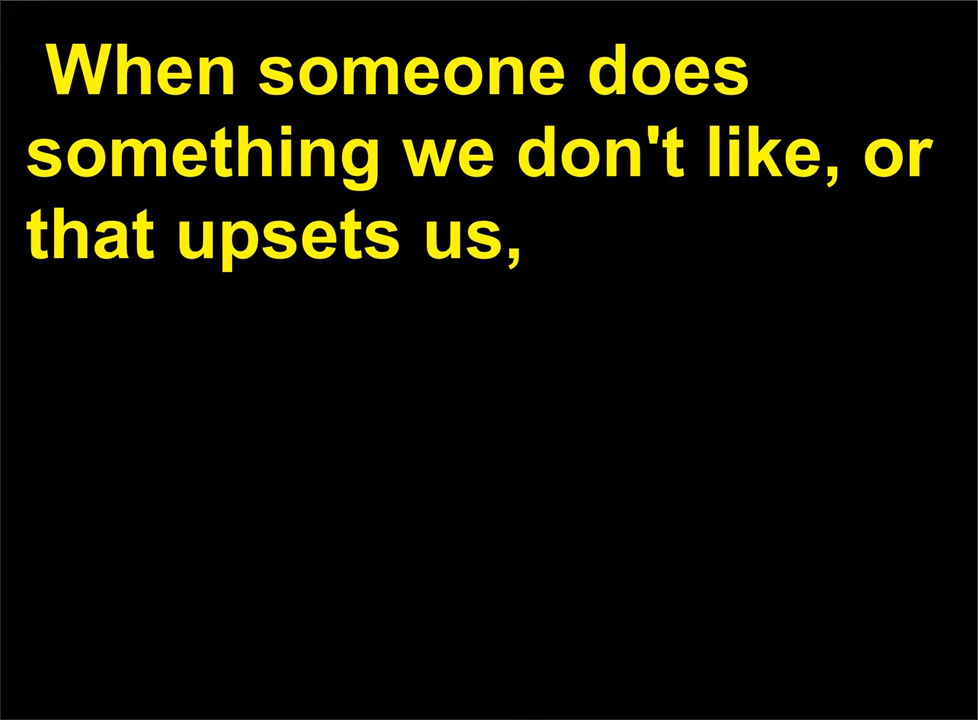 When someone does
something we don't like, or
that upsets us,